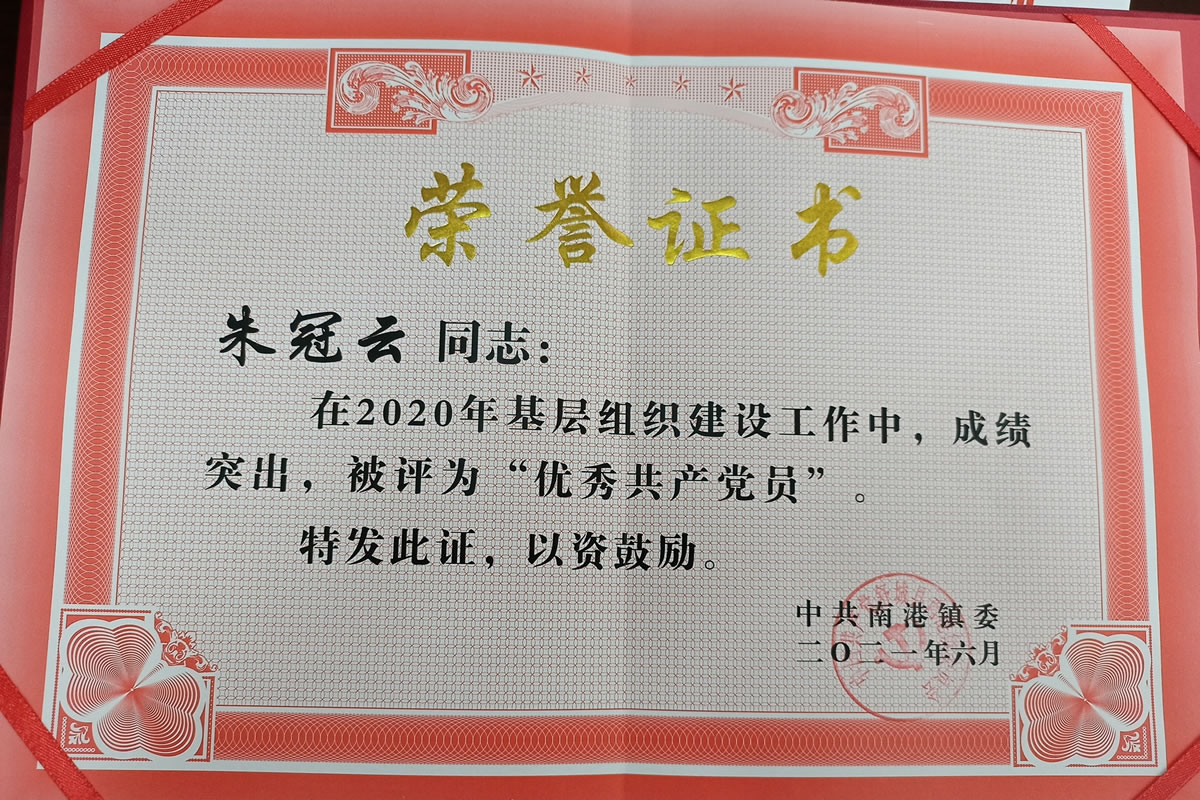 荣誉证书
朱冠云 同志：
在2020年基层组织建设工作中，成绩
突出，被评为“优秀共产党员”。
特发此证，以资鼓励。
中共南港镇委
二〇二一年六月